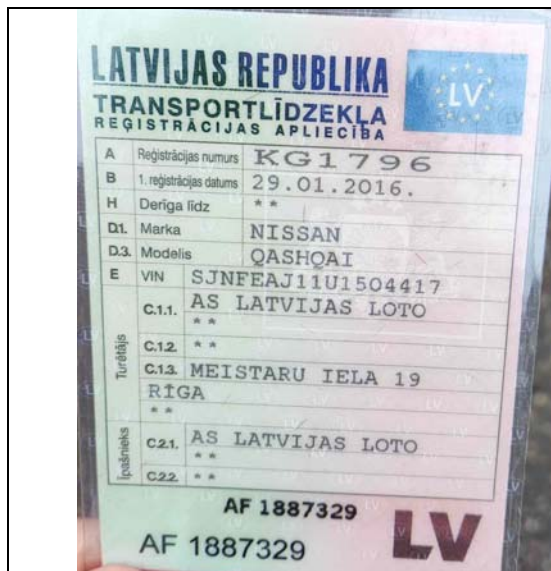 LATVIJAS REPUBLIKA
LV
TRANSPORTLĪDZEKĻA
REĢISTRĀCIJAS APLIECĪBA
A Reģistrācijas numurs KG1796
B 1. reģistrācijas datums 29.01.2016.
H Derīga līdz **
D.1. Marka NISSAN
D.3. Modelis QASHQAI
E VIN SJNFEAJ11U1504417
Turētājs
C.1.1. AS LATVIJAS LOTO
**
C.1.2. **
C.1.3. MEISTARU IELA 19
RĪGA
**
Īpašnieks
C.2.1. AS LATVIJAS LOTO
**
C.2.2. **
AF 1887329
AF 1887329
LV